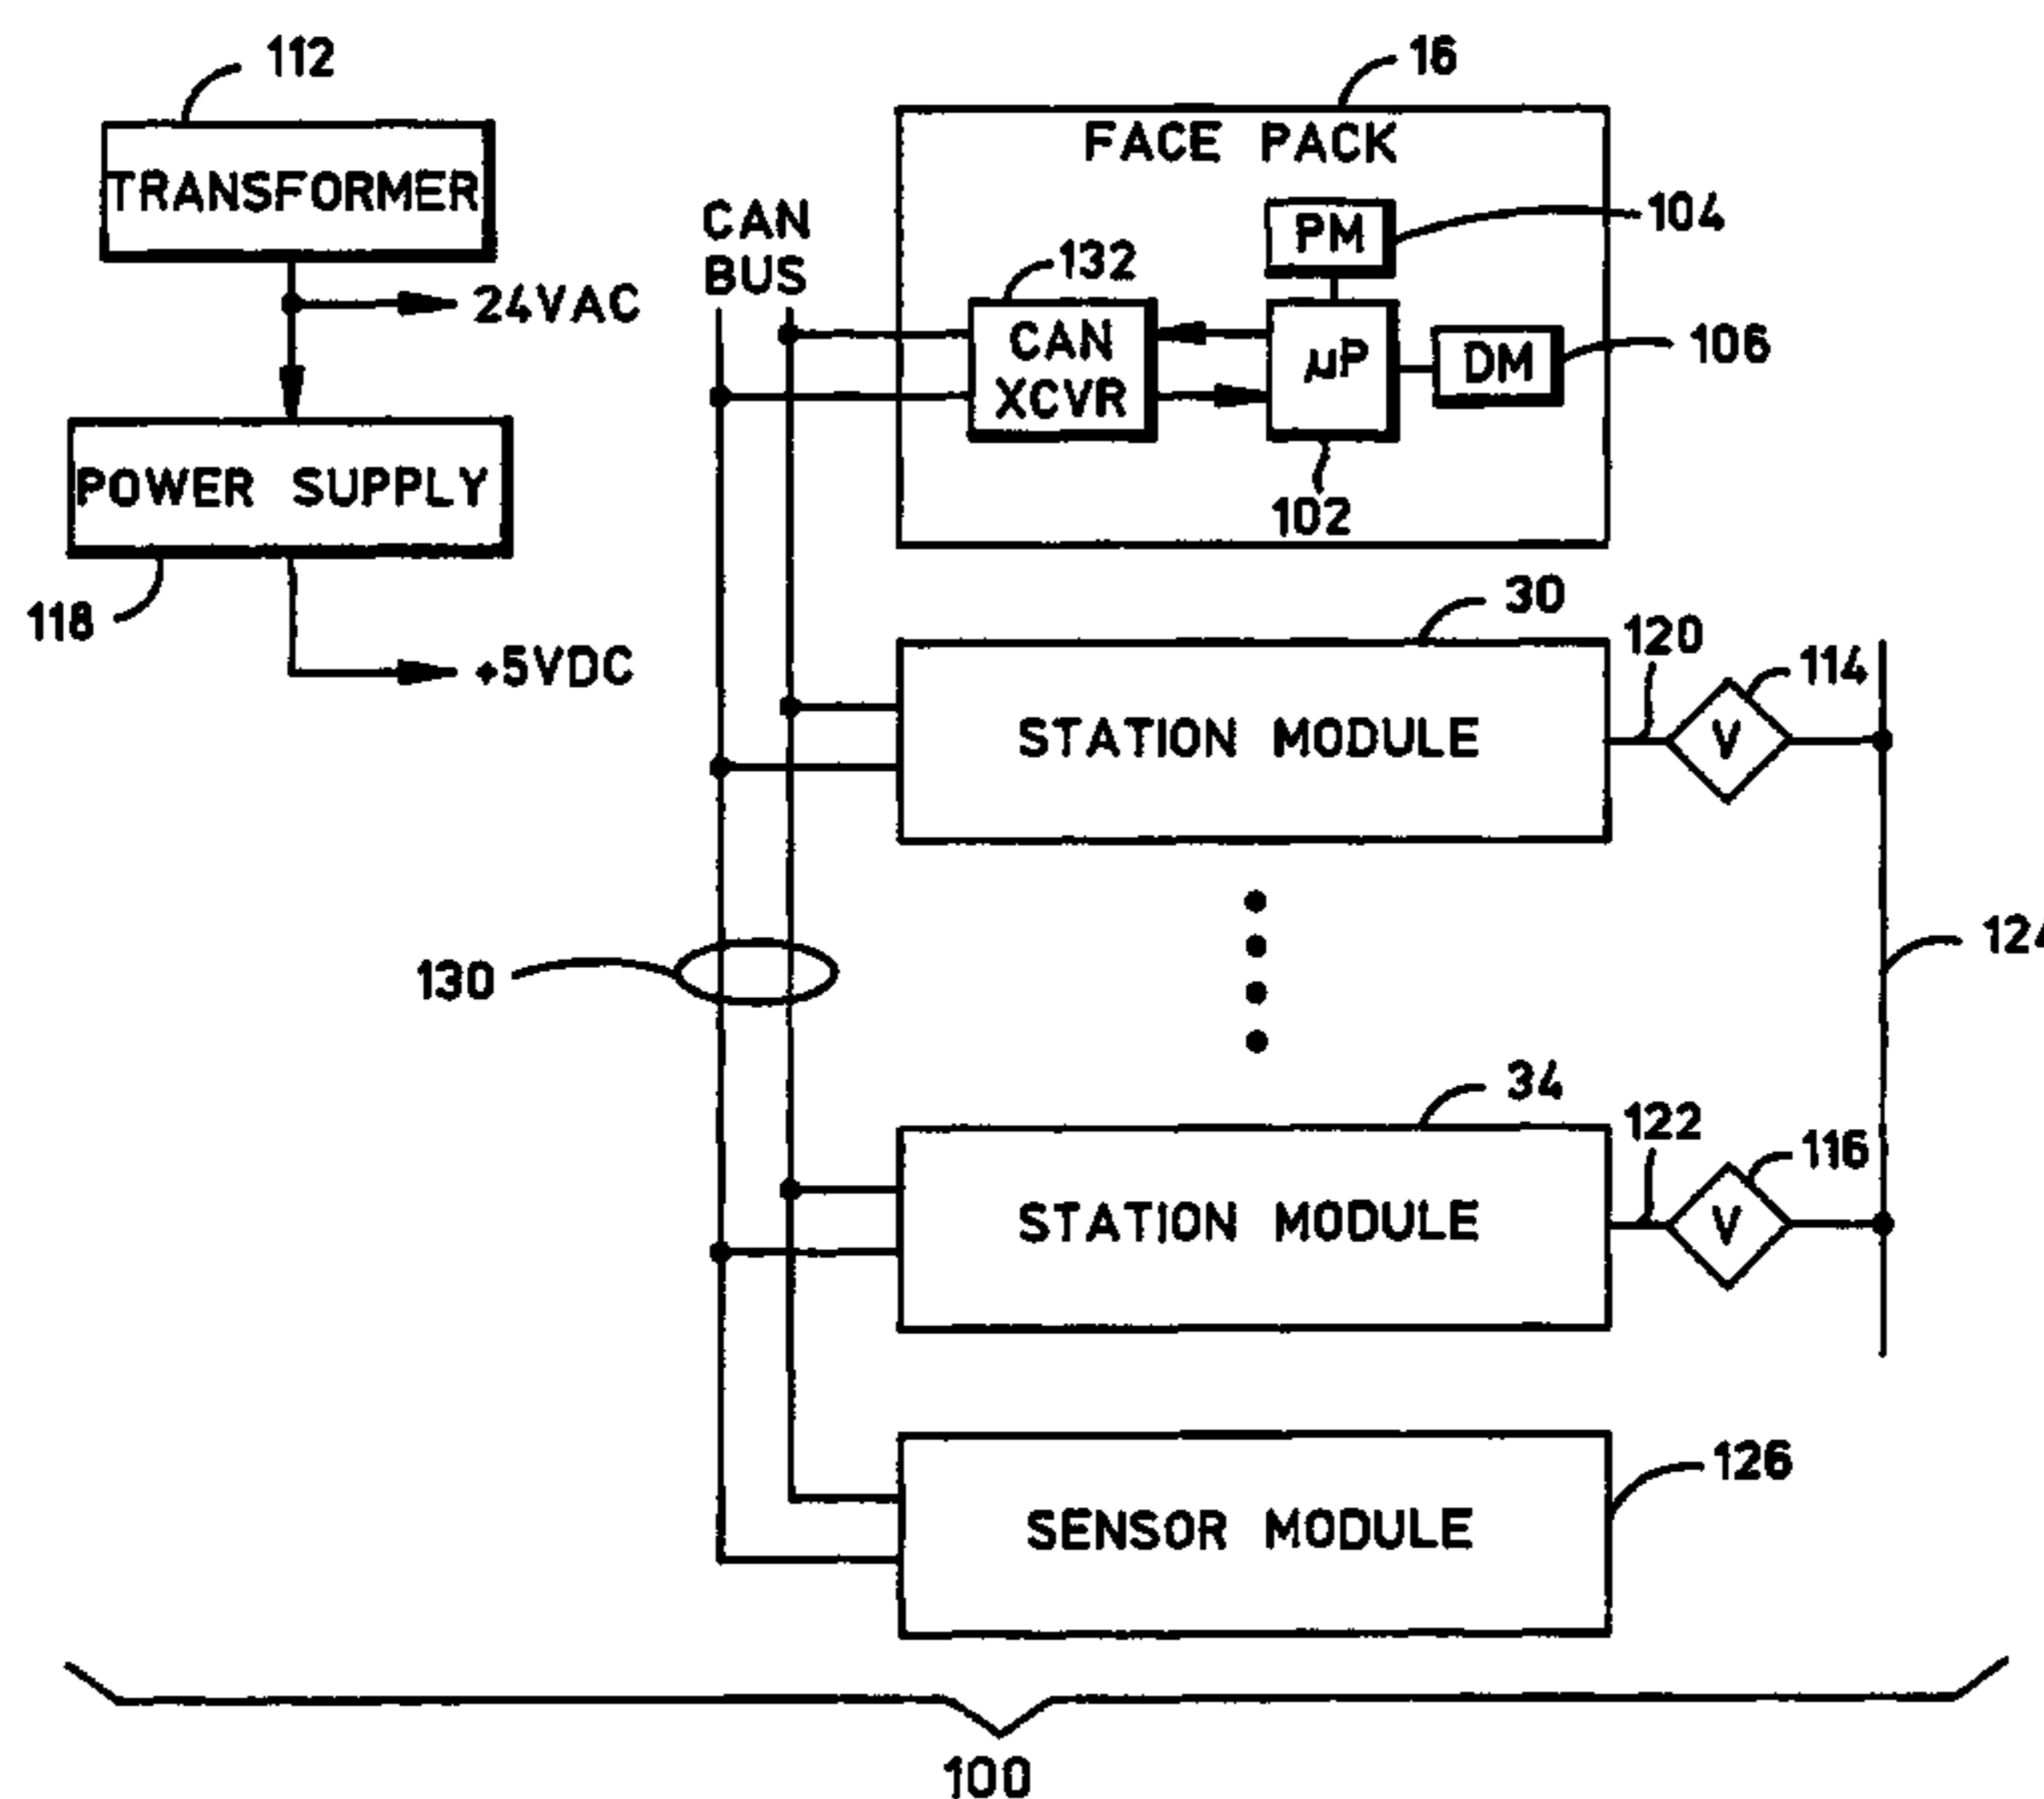 112
TRANSFORMER
24VAC
POWER SUPPLY
118
+5VDC
CAN
BUS
16
FACE PACK
PM
104
132
CAN
XCVR
µP
DM
106
102
30
STATION MODULE
120
114
V
130
124
34
STATION MODULE
122
116
V
SENSOR MODULE
126
100